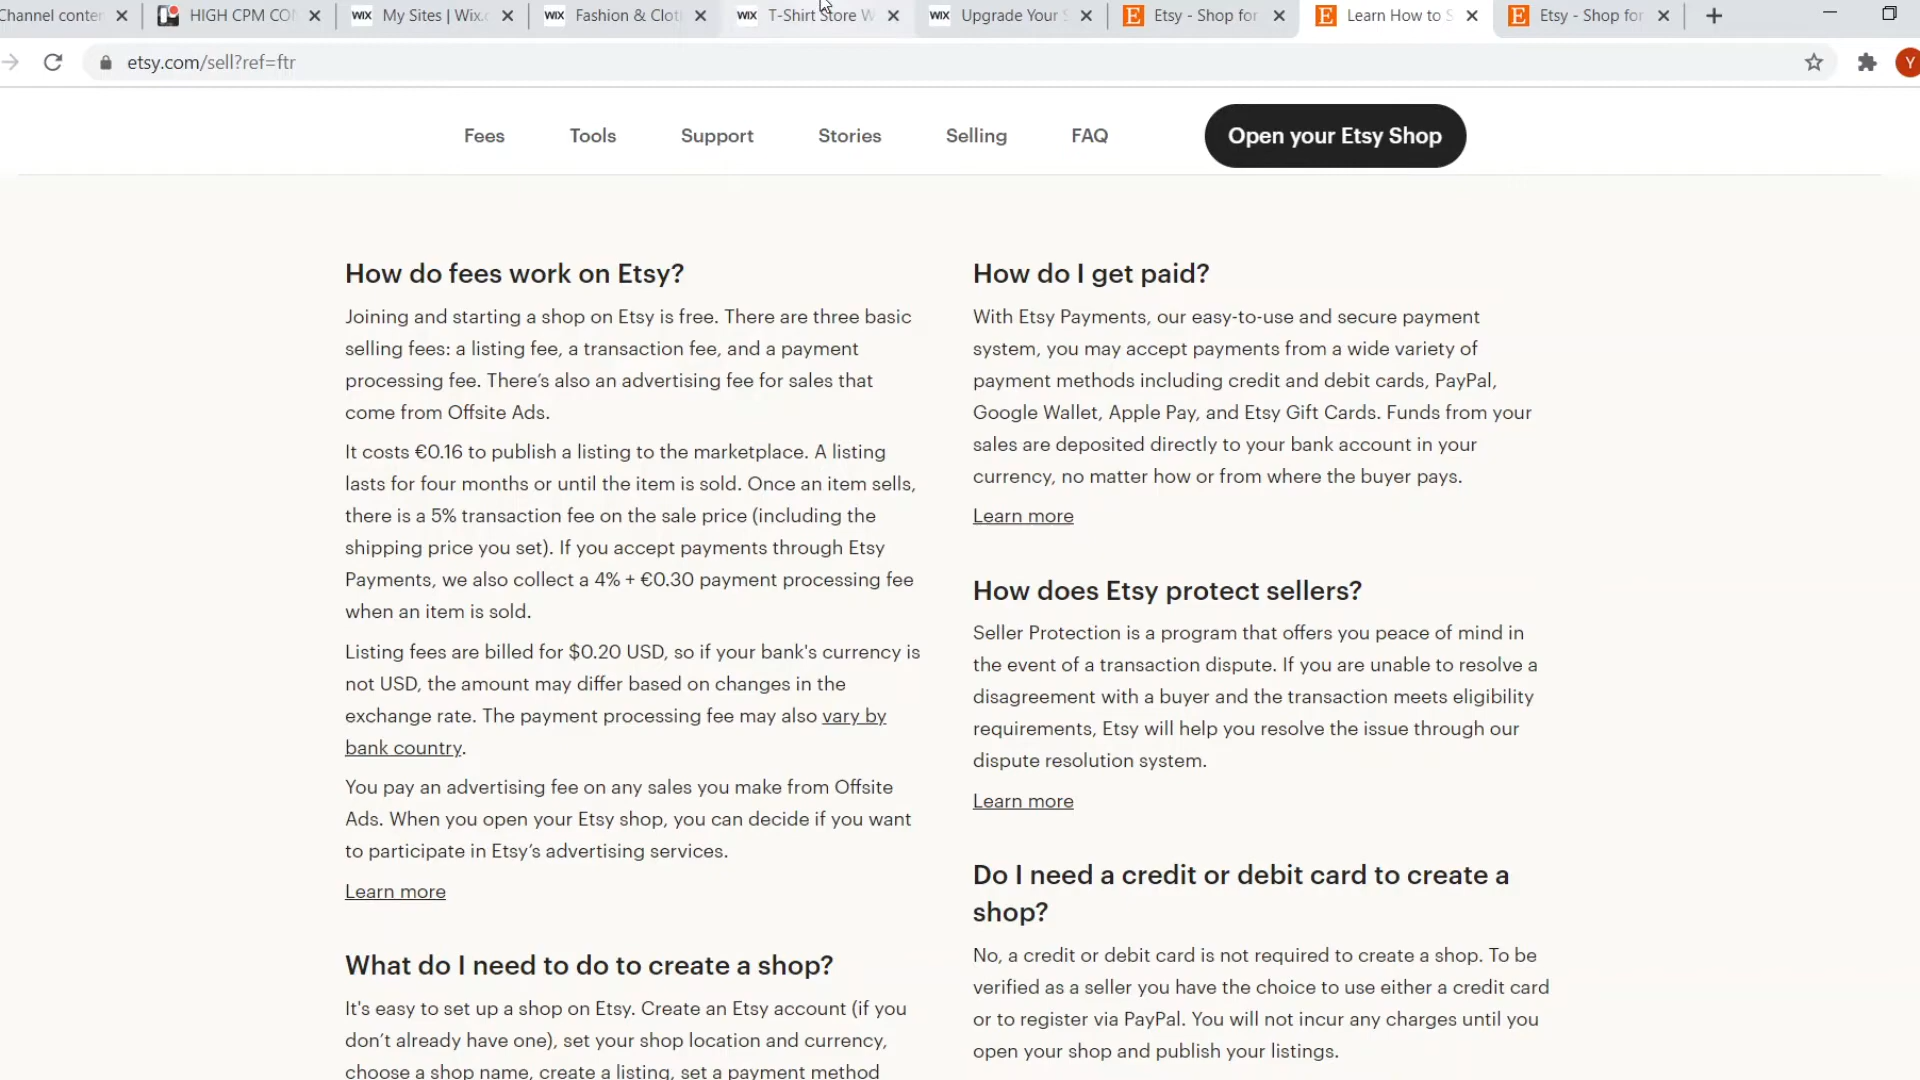 Channel conten
HIGH CPM CON
WIX My Sites | Wix.c
WIX Fashion & Clot
WIX T-Shirt Store W
WIX Upgrade Your S
E Etsy - Shop for
E Learn How to S
E Etsy - Shop for
etsy.com/sell?ref=ftr
Y
Fees
Tools
Support
Stories
Selling
FAQ
Open your Etsy Shop
How do fees work on Etsy?
Joining and starting a shop on Etsy is free. There are three basic
selling fees: a listing fee, a transaction fee, and a payment
processing fee. There’s also an advertising fee for sales that
come from Offsite Ads.
It costs €0.16 to publish a listing to the marketplace. A listing
lasts for four months or until the item is sold. Once an item sells,
there is a 5% transaction fee on the sale price (including the
shipping price you set). If you accept payments through Etsy
Payments, we also collect a 4% + €0.30 payment processing fee
when an item is sold.
Listing fees are billed for $0.20 USD, so if your bank's currency is
not USD, the amount may differ based on changes in the
exchange rate. The payment processing fee may also vary by
bank country.
You pay an advertising fee on any sales you make from Offsite
Ads. When you open your Etsy shop, you can decide if you want
to participate in Etsy’s advertising services.
Learn more
What do I need to do to create a shop?
It's easy to set up a shop on Etsy. Create an Etsy account (if you
don’t already have one), set your shop location and currency,
choose a shop name, create a listing, set a payment method
How do I get paid?
With Etsy Payments, our easy-to-use and secure payment
system, you may accept payments from a wide variety of
payment methods including credit and debit cards, PayPal,
Google Wallet, Apple Pay, and Etsy Gift Cards. Funds from your
sales are deposited directly to your bank account in your
currency, no matter how or from where the buyer pays.
Learn more
How does Etsy protect sellers?
Seller Protection is a program that offers you peace of mind in
the event of a transaction dispute. If you are unable to resolve a
disagreement with a buyer and the transaction meets eligibility
requirements, Etsy will help you resolve the issue through our
dispute resolution system.
Learn more
Do I need a credit or debit card to create a
shop?
No, a credit or debit card is not required to create a shop. To be
verified as a seller you have the choice to use either a credit card
or to register via PayPal. You will not incur any charges until you
open your shop and publish your listings.